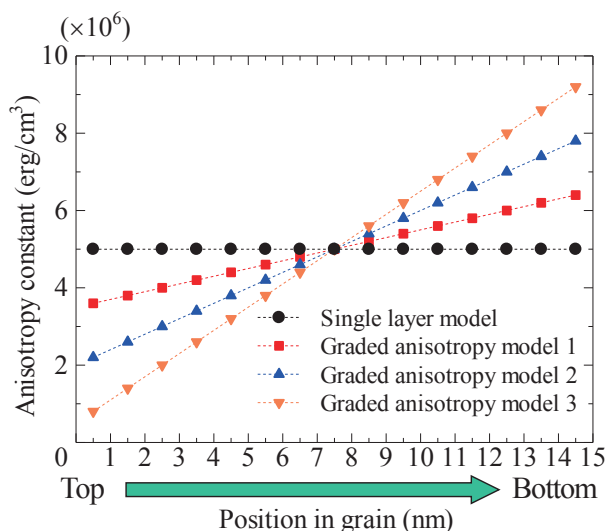 (×10⁶)
10
8
6
4
2
0
Anisotropy constant (erg/cm³)
Single layer model
Graded anisotropy model 1
Graded anisotropy model 2
Graded anisotropy model 3
1 2 3 4 5 6 7 8 9 10 11 12 13 14 15
Top Bottom
Position in grain (nm)